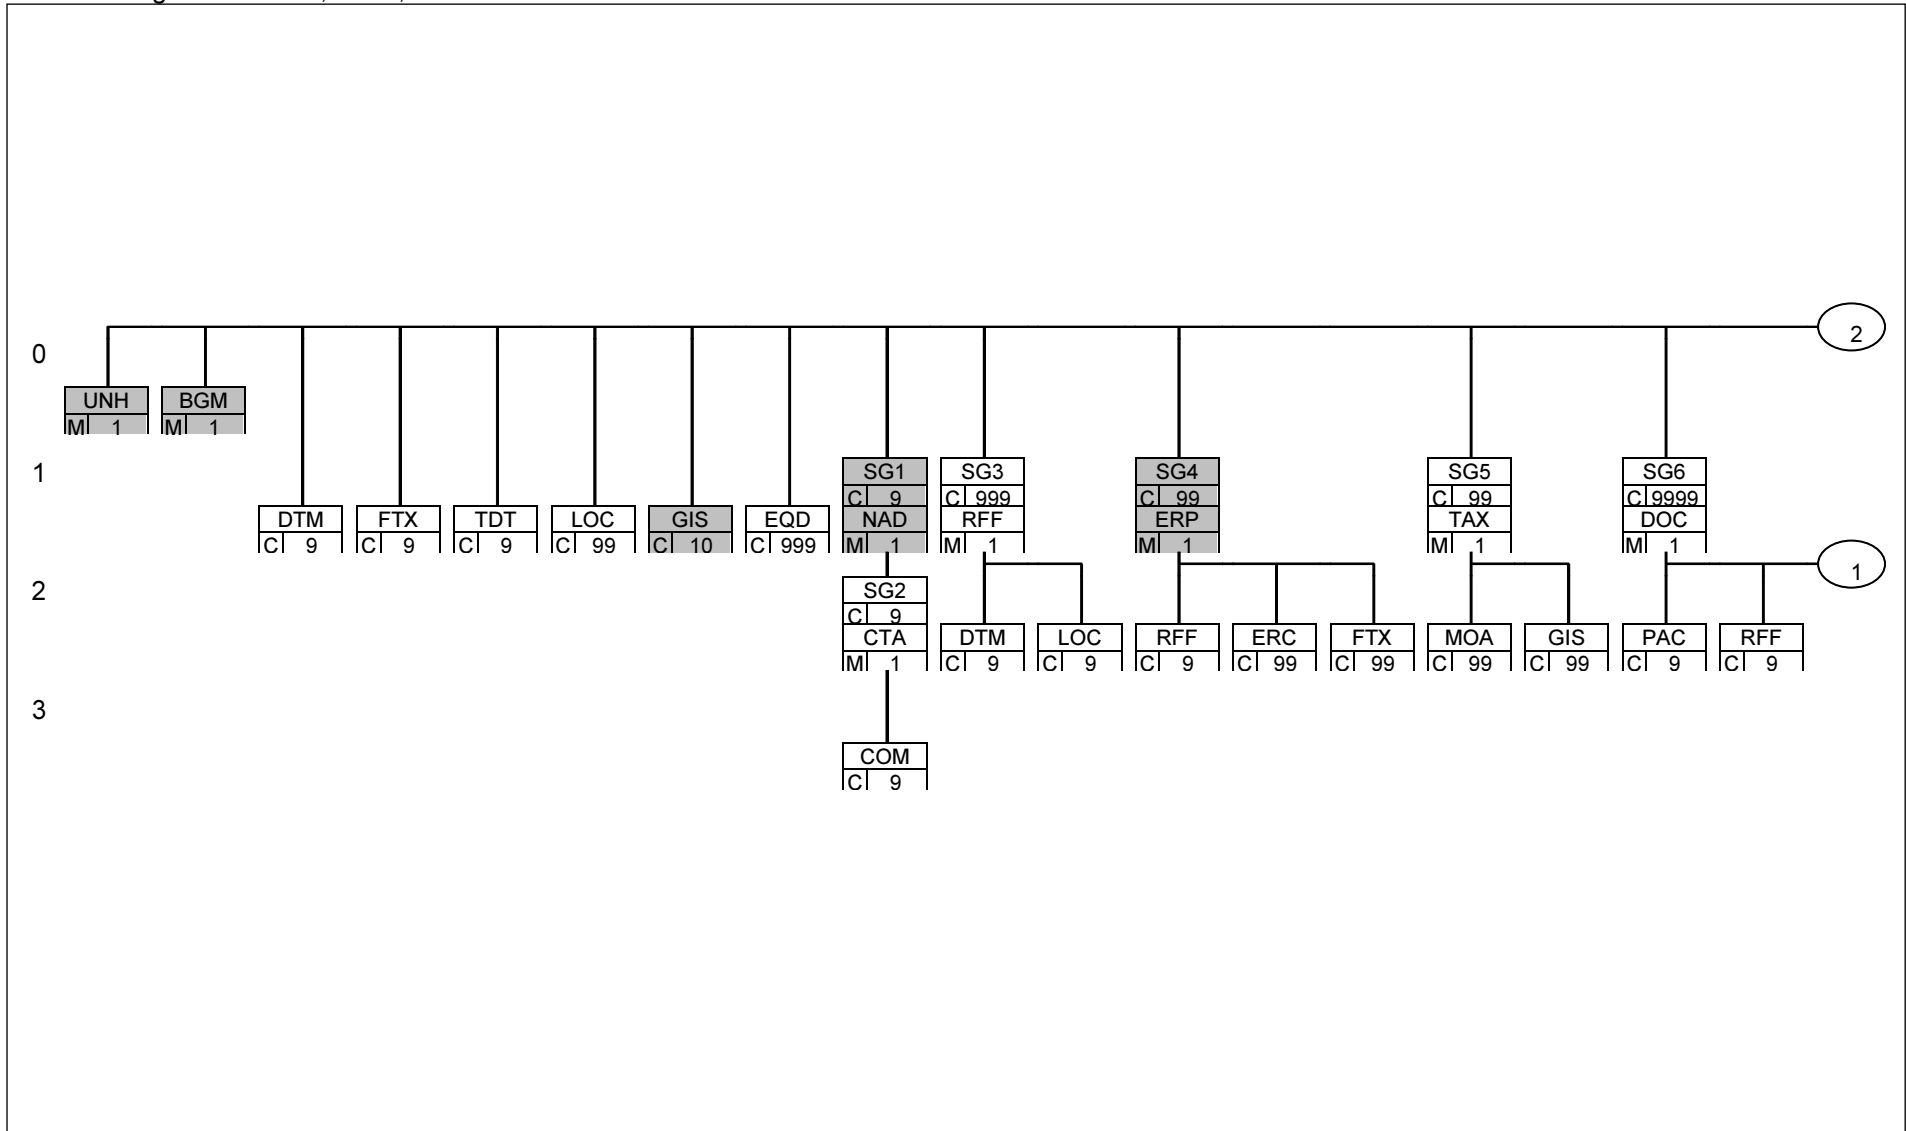 2
0
UNH BGM
M 1 M 1
1
SG1 SG3 SG4 SG5 SG6
C 9 C 999 C 99 C 99 C 9999
DTM FTX TDT LOC GIS EQD NAD RFF ERP TAX DOC
C 9 C 9 C 9 C 99 C 10 C 999 M 1 M 1 M 1 M 1 M 1
1
2
SG2
C 9
CTA DTM LOC RFF ERC FTX MOA GIS PAC RFF
M 1 C 9 C 9 C 9 C 99 C 99 C 99 C 99 C 9 C 9
3
COM
C 9